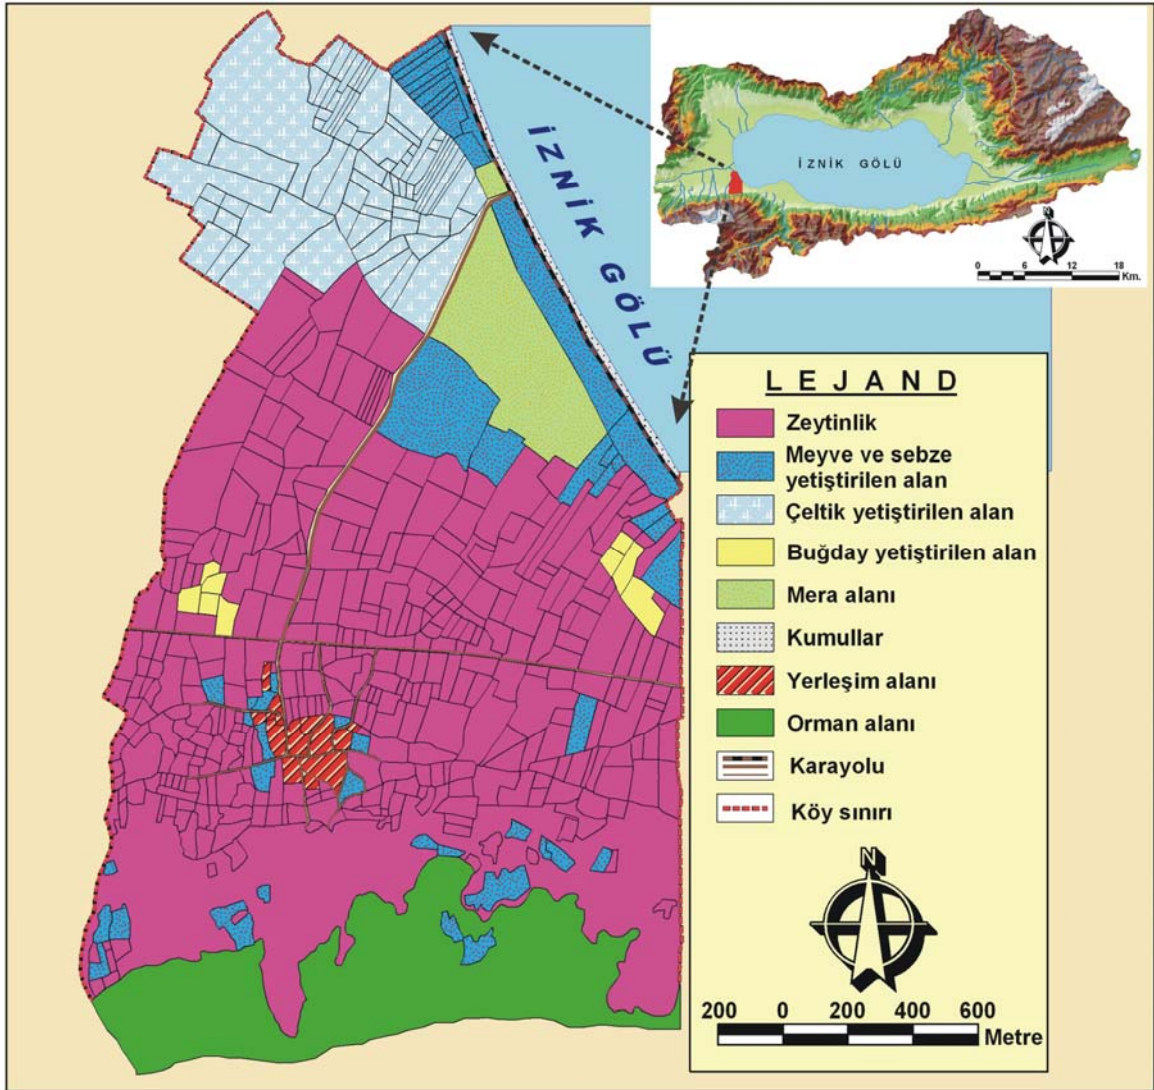 İZNİK GÖLÜ
İZNİK GÖLÜ
N
0 6 12 18
Km.
LEJAND
Zeytinlik
Meyve ve sebze
yetiştirilen alan
Çeltik yetiştirilen alan
Buğday yetiştirilen alan
Mera alanı
Kumullar
Yerleşim alanı
Orman alanı
Karayolu
Köy sınırı
N
200 0 200 400 600
Metre